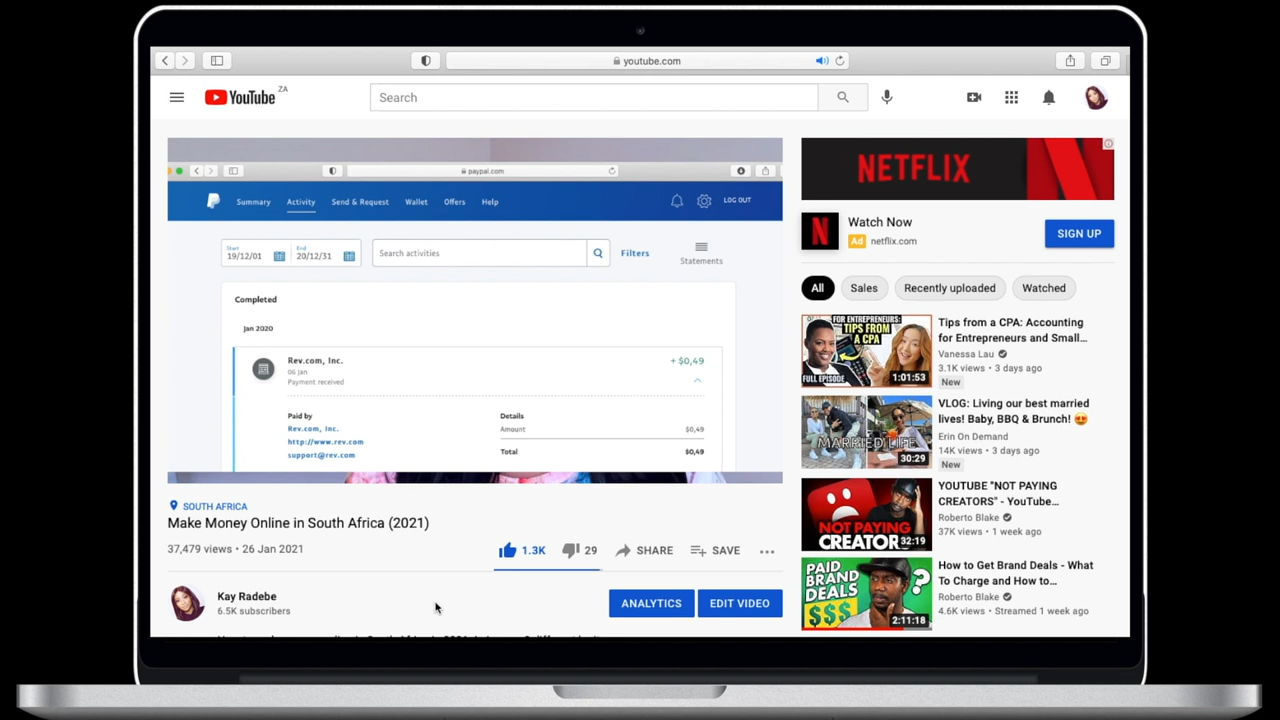 youtube.com
YouTube ZA
Search
paypal.com
Summary Activity Send & Request Wallet Offers Help LOG OUT
Start
19/12/01
End
20/12/31
Search activities
Filters
Statements
Completed
Jan 2020
Rev.com, Inc. + $0,49
06 Jan
Payment received
Paid by
Rev.com, Inc.
http://www.rev.com
support@rev.com
Details
Amount $0,49
Total $0,49
SOUTH AFRICA
Make Money Online in South Africa (2021)
37,479 views • 26 Jan 2021
1.3K 29 SHARE SAVE
Kay Radebe
6.5K subscribers
ANALYTICS EDIT VIDEO
NETFLIX
N
Watch Now
Ad netflix.com
SIGN UP
All Sales Recently uploaded Watched
FOR ENTREPRENEURS:
TIPS FROM
A CPA
FULL EPISODE
1:01:53
Tips from a CPA: Accounting
for Entrepreneurs and Small...
Vanessa Lau
3.1K views • 3 days ago
New
MARRIED LIFE
30:29
VLOG: Living our best married
lives! Baby, BBQ & Brunch! 😍
Erin On Demand
14K views • 3 days ago
New
NOT PAYING
CREATOR
32:19
YOUTUBE "NOT PAYING
CREATORS" - YouTube...
Roberto Blake
37K views • 1 week ago
PAID
BRAND
DEALS
$$$
?
2:11:18
How to Get Brand Deals - What
To Charge and How to...
Roberto Blake
4.6K views • Streamed 1 week ago